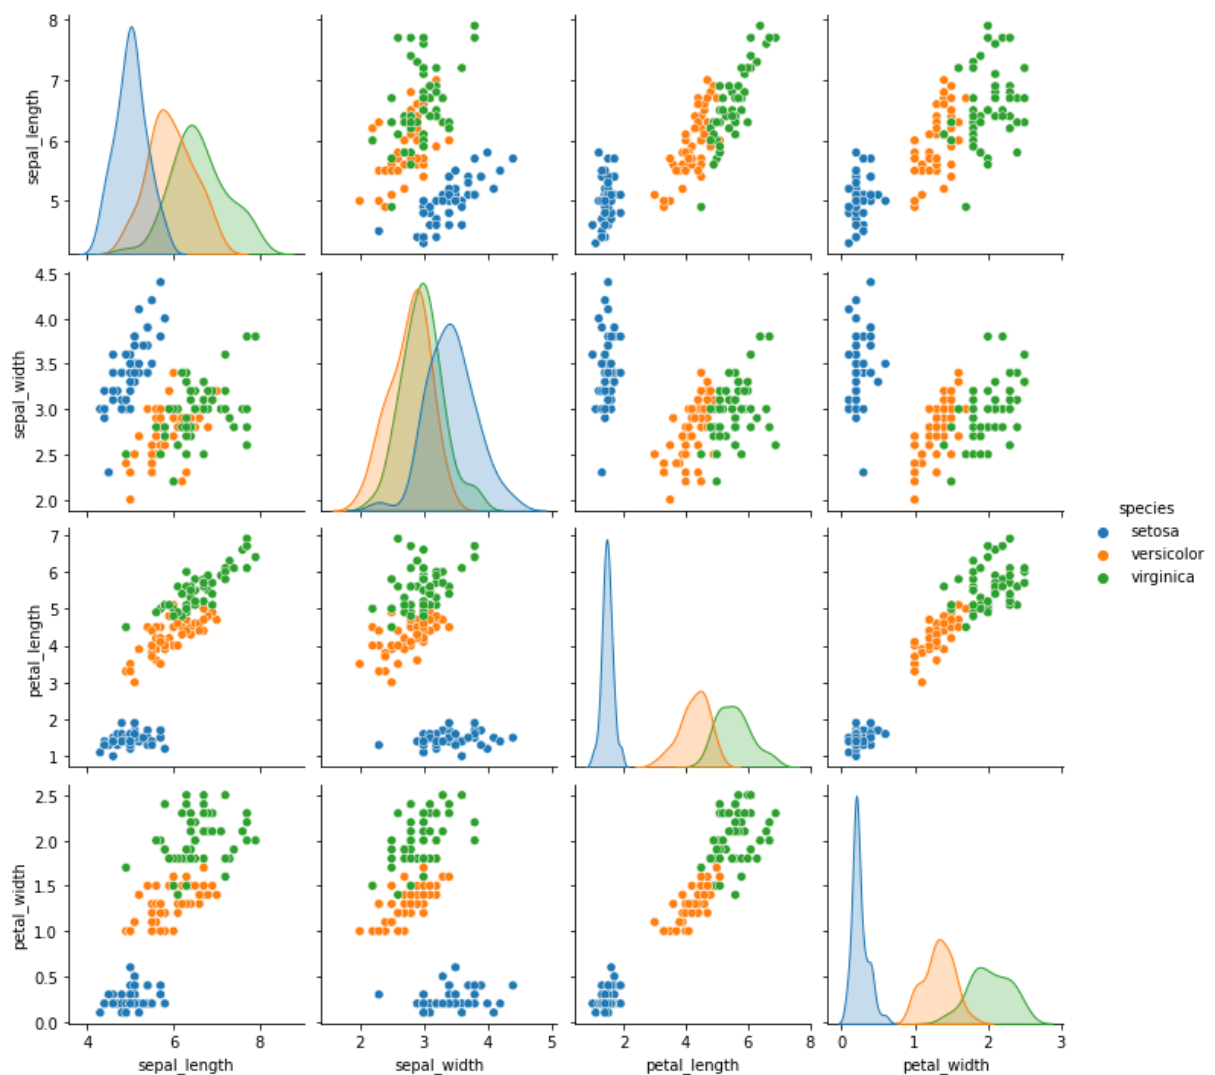 8
7
6
5
sepal_length
4.5
4.0
3.5
3.0
2.5
2.0
sepal_width
species
setosa
versicolor
virginica
7
6
5
4
3
2
1
petal_length
2.5
2.0
1.5
1.0
0.5
0.0
petal_width
4 6 8
2 3 4 5
2 4 6 8
0 1 2 3
sepal_length sepal_width petal_length petal_width